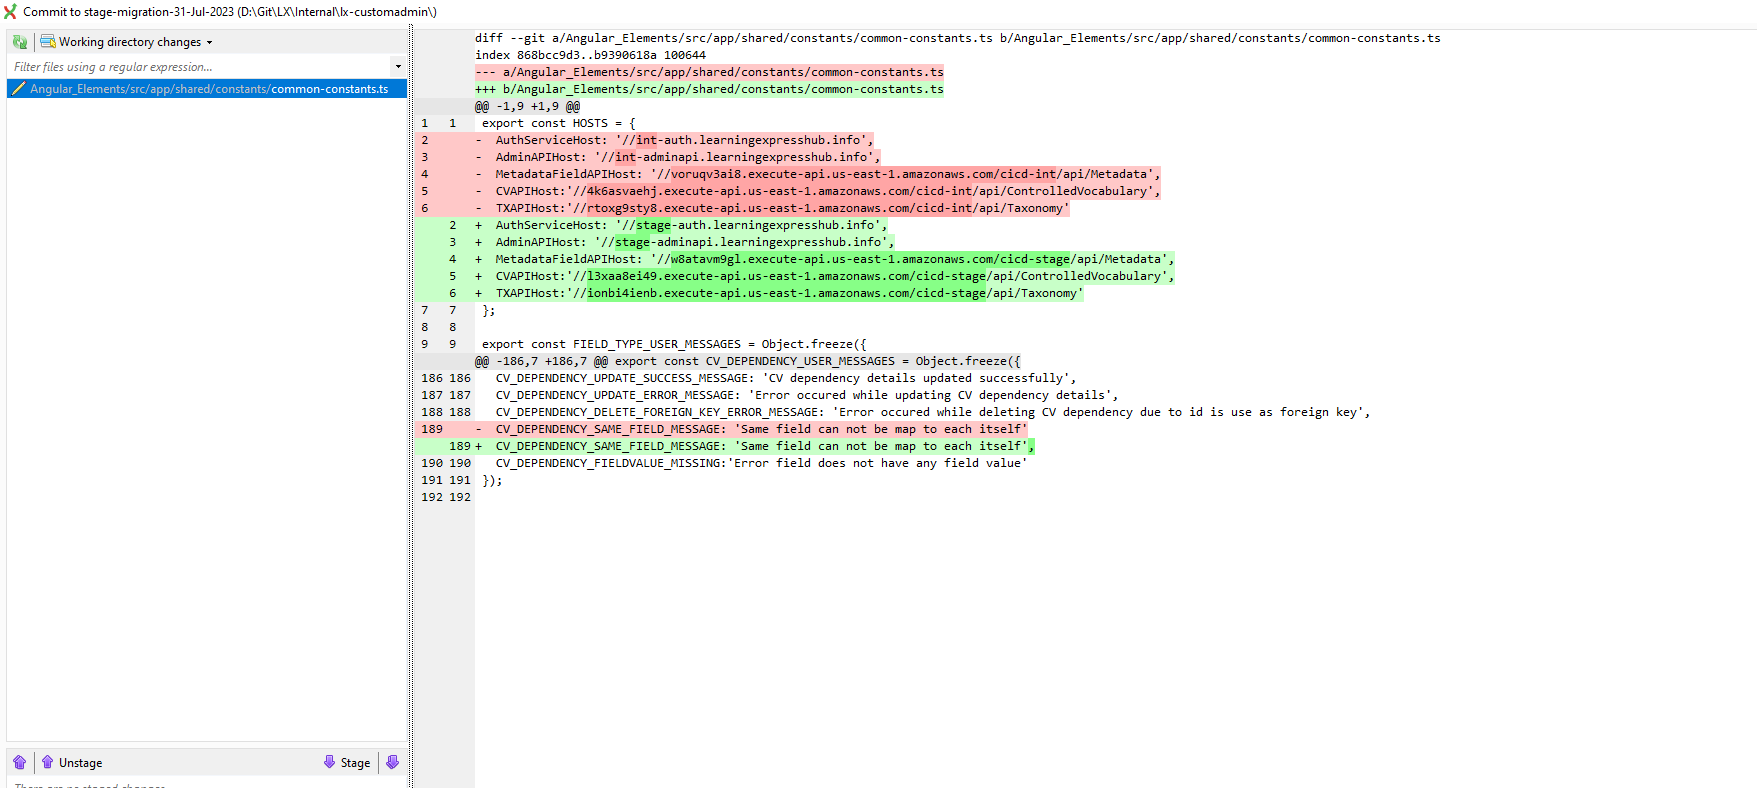 Commit to stage-migration-31-Jul-2023 (D:\Git\LX\Internal\lx-customadmin\)
Working directory changes
Filter files using a regular expression...
Angular_Elements/src/app/shared/constants/common-constants.ts
diff --git a/Angular_Elements/src/app/shared/constants/common-constants.ts b/Angular_Elements/src/app/shared/constants/common-constants.ts
index 868bcc9d3..b9390618a 100644
--- a/Angular_Elements/src/app/shared/constants/common-constants.ts
+++ b/Angular_Elements/src/app/shared/constants/common-constants.ts
@@ -1,9 +1,9 @@
1 1 export const HOSTS = {
2 - AuthServiceHost: '//int-auth.learningexpresshub.info',
3 - AdminAPIHost: '//int-adminapi.learningexpresshub.info',
4 - MetadataFieldAPIHost: '//voruqv3ai8.execute-api.us-east-1.amazonaws.com/cicd-int/api/Metadata',
5 - CVAPIHost:'//4k6asvaehj.execute-api.us-east-1.amazonaws.com/cicd-int/api/ControlledVocabulary',
6 - TXAPIHost:'//rtoxg9sty8.execute-api.us-east-1.amazonaws.com/cicd-int/api/Taxonomy'
2 + AuthServiceHost: '//stage-auth.learningexpresshub.info',
3 + AdminAPIHost: '//stage-adminapi.learningexpresshub.info',
4 + MetadataFieldAPIHost: '//w8atavm9gl.execute-api.us-east-1.amazonaws.com/cicd-stage/api/Metadata',
5 + CVAPIHost:'//l3xaa8ei49.execute-api.us-east-1.amazonaws.com/cicd-stage/api/ControlledVocabulary',
6 + TXAPIHost:'//ionbi4ienb.execute-api.us-east-1.amazonaws.com/cicd-stage/api/Taxonomy'
7 7 };
8 8
9 9 export const FIELD_TYPE_USER_MESSAGES = Object.freeze({
@@ -186,7 +186,7 @@ export const CV_DEPENDENCY_USER_MESSAGES = Object.freeze({
186 186 CV_DEPENDENCY_UPDATE_SUCCESS_MESSAGE: 'CV dependency details updated successfully',
187 187 CV_DEPENDENCY_UPDATE_ERROR_MESSAGE: 'Error occured while updating CV dependency details',
188 188 CV_DEPENDENCY_DELETE_FOREIGN_KEY_ERROR_MESSAGE: 'Error occured while deleting CV dependency due to id is use as foreign key',
189 - CV_DEPENDENCY_SAME_FIELD_MESSAGE: 'Same field can not be map to each itself'
189 + CV_DEPENDENCY_SAME_FIELD_MESSAGE: 'Same field can not be map to each itself',
190 190 CV_DEPENDENCY_FIELDVALUE_MISSING:'Error field does not have any field value'
191 191 });
192 192
Unstage
Stage
There are no staged changes